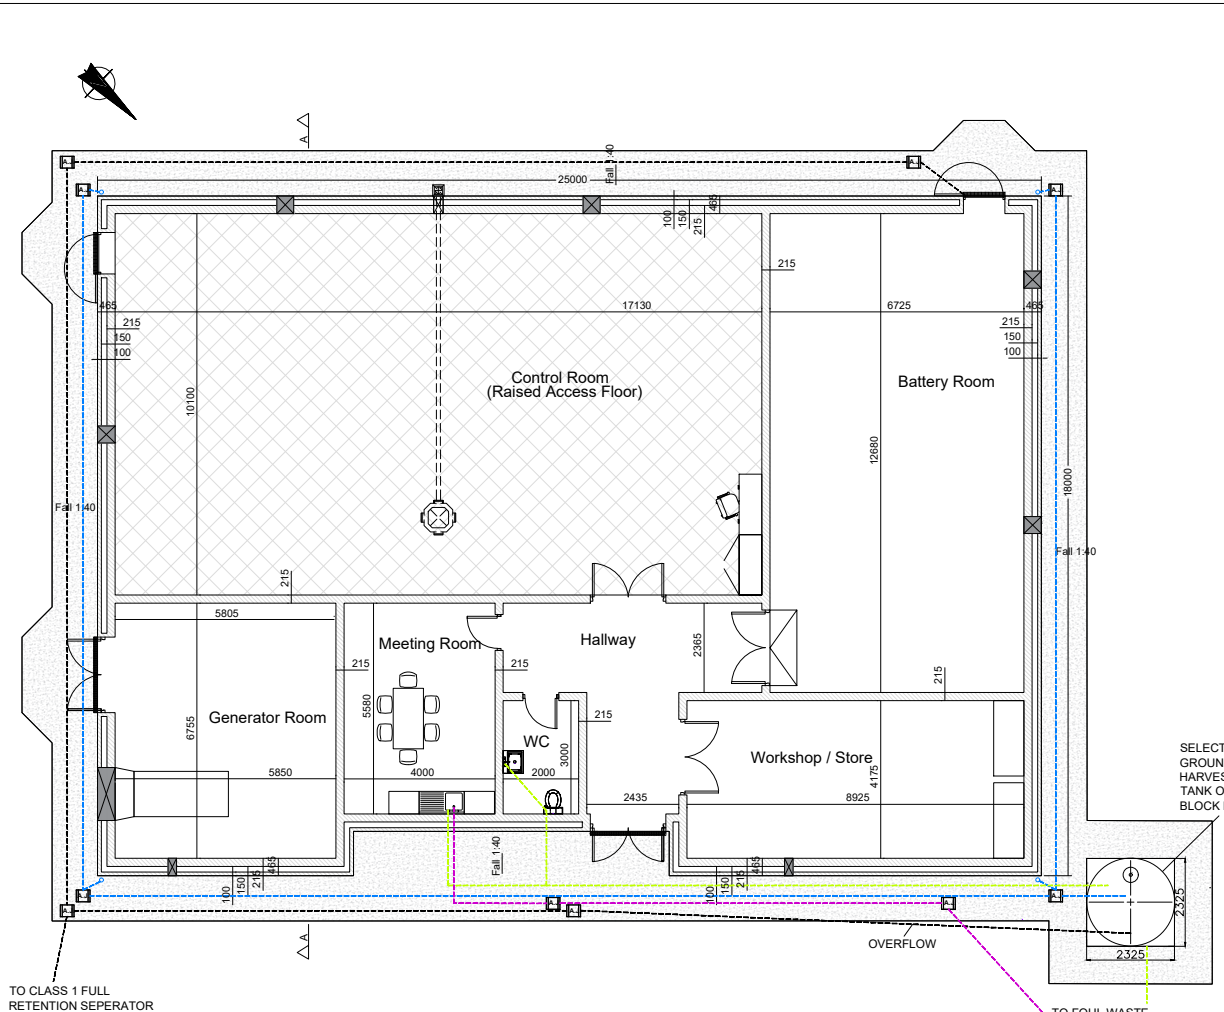 A
Fall 1:40
25000
100
150
215
465
215
465
17130
6725
465
215
150
100
215
150
100
Control Room
(Raised Access Floor)
Battery Room
10100
12680
18000
Fall 1:40
Fall 1:40
215
5805
Meeting Room
Hallway
2365
215
215
215
Generator Room
6755
5580
215
WC
3000
Workshop / Store
4175
5850
4000
2000
2435
8925
SELECT
GROUN
HARVES
TANK O
BLOCK
Fall 1:40
100
150
215
465
100
150
215
465
2325
2325
OVERFLOW
A
TO CLASS 1 FULL
RETENTION SEPERATOR
TO FOUL WASTE